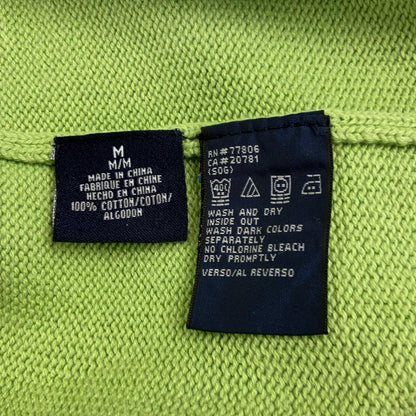 M
M/M
MADE IN CHINA
FABRIQUE EN CHINE
HECHO EN CHINA
100% COTTON/COTON/
ALGODON
RN#77806
CA#20781
(SOG)
40C
WASH AND DRY
INSIDE OUT
WASH DARK COLORS
SEPARATELY
NO CHLORINE BLEACH
DRY PROMPTLY
VERSO/AL REVERSO